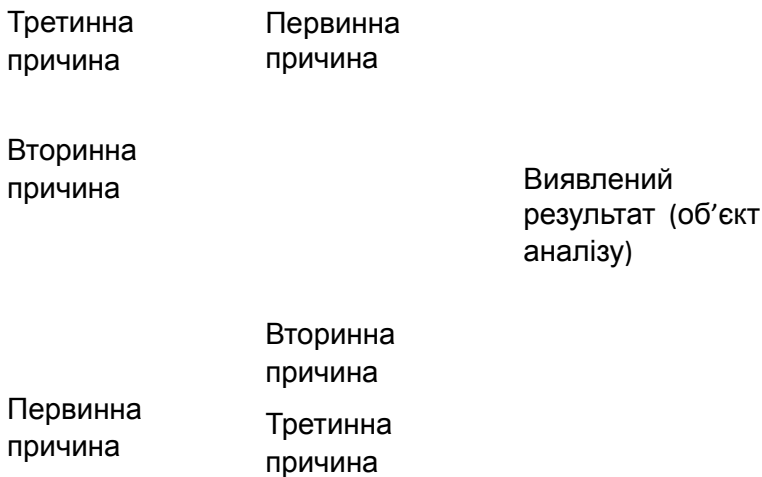 Третинна
причина
Первинна
причина
Вторинна
причина
Виявлений
результат (об’єкт
аналізу)
Вторинна
причина
Первинна
причина
Третинна
причина